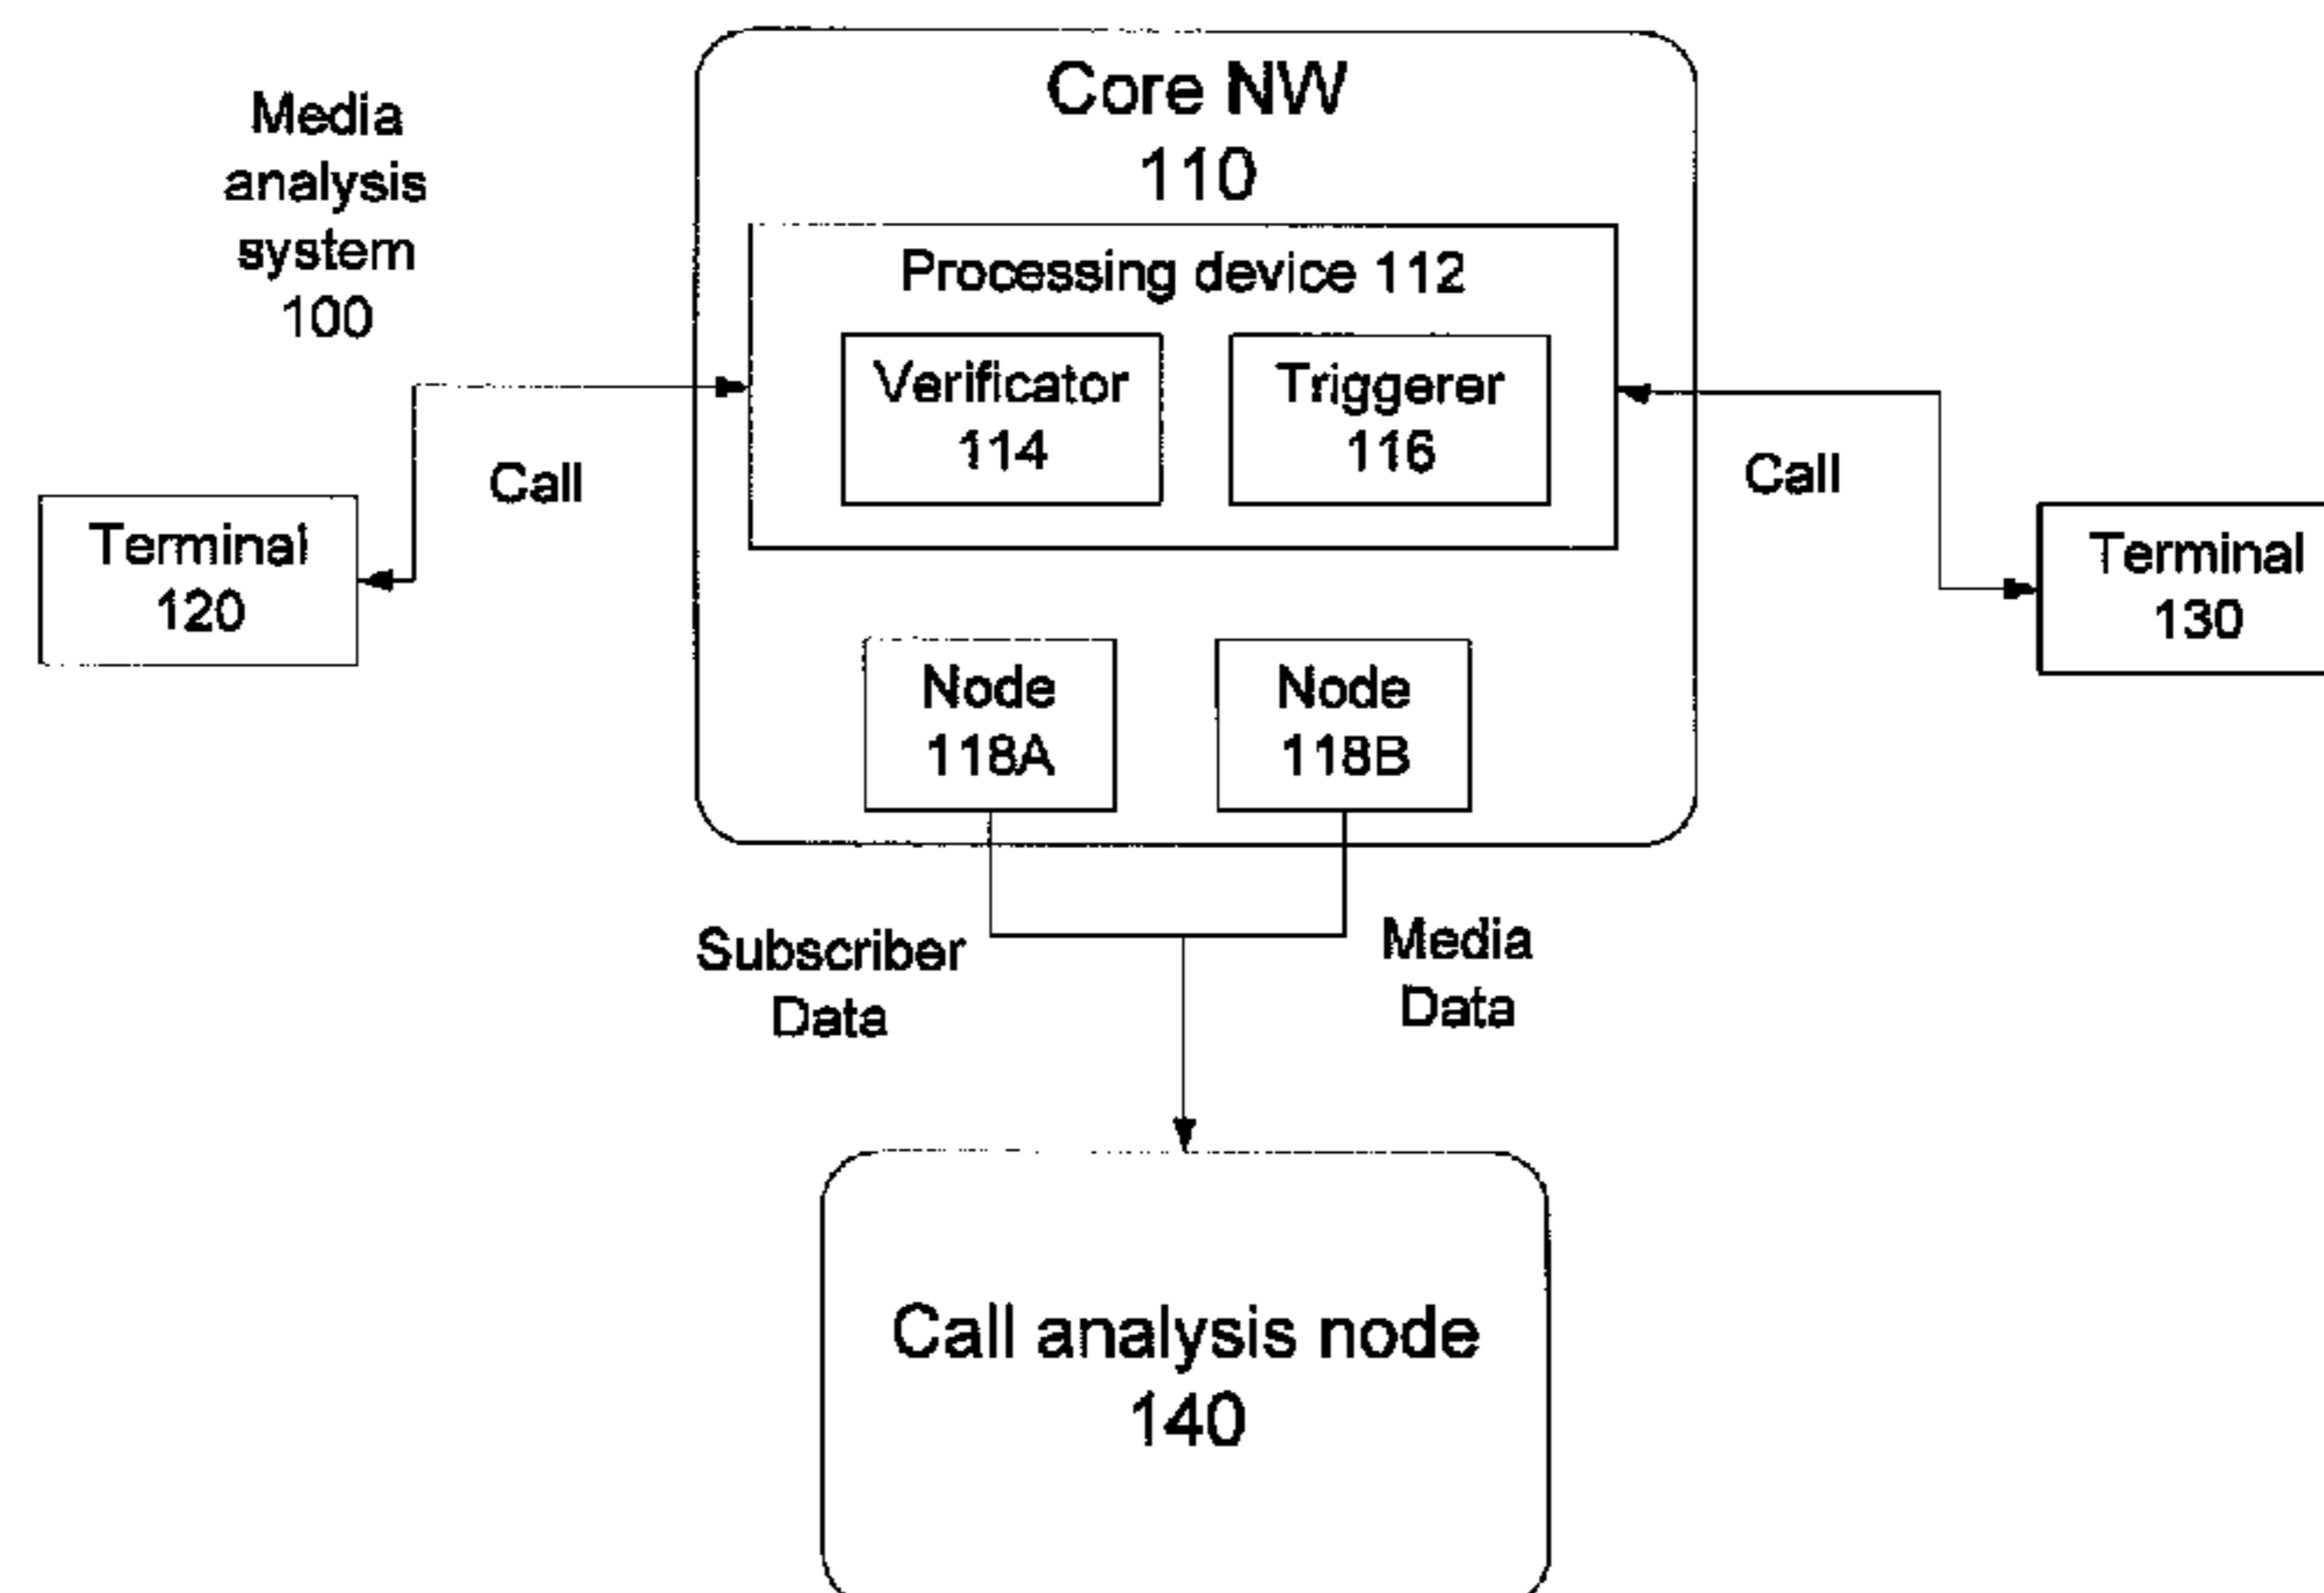 Core NW
110
Media
analysis
system
100
Processing device 112
Verificator
114
Triggerer
116
Call
Call
Terminal
120
Terminal
130
Node
118A
Node
118B
Subscriber
Data
Media
Data
Call analysis node
140